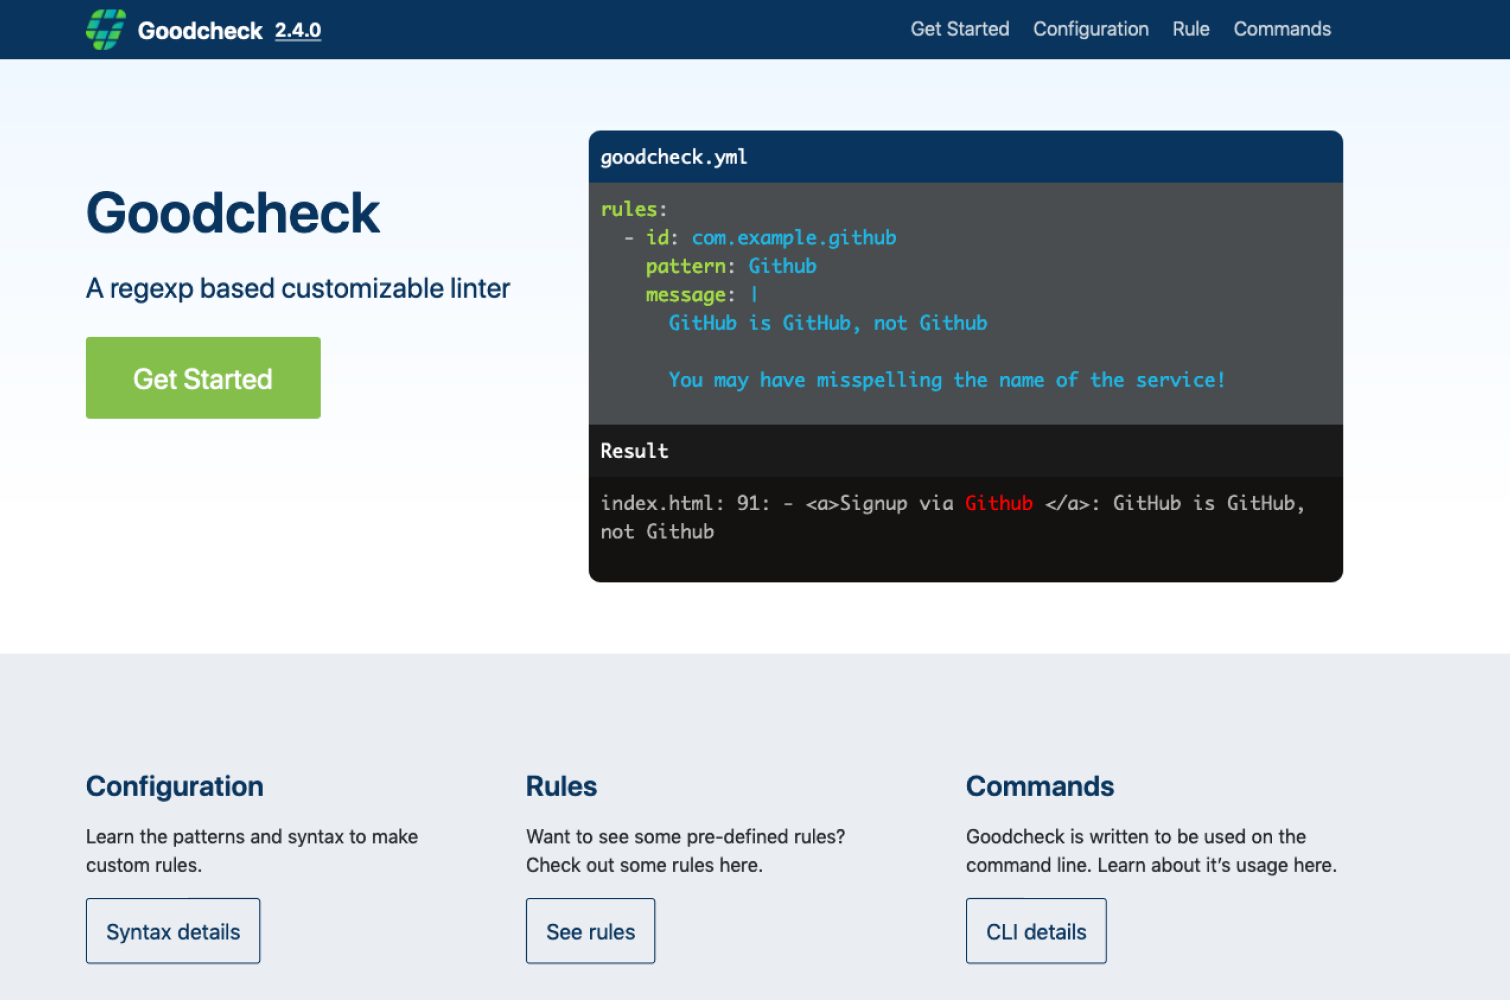 Goodcheck 2.4.0
Get Started Configuration Rule Commands
Goodcheck
A regexp based customizable linter
Get Started
goodcheck.yml
rules:
  - id: com.example.github
    pattern: Github
    message: |
      GitHub is GitHub, not Github

      You may have misspelling the name of the service!
Result
index.html: 91: - <a>Signup via Github </a>: GitHub is GitHub,
not Github
Configuration
Learn the patterns and syntax to make
custom rules.
Syntax details
Rules
Want to see some pre-defined rules?
Check out some rules here.
See rules
Commands
Goodcheck is written to be used on the
command line. Learn about it’s usage here.
CLI details